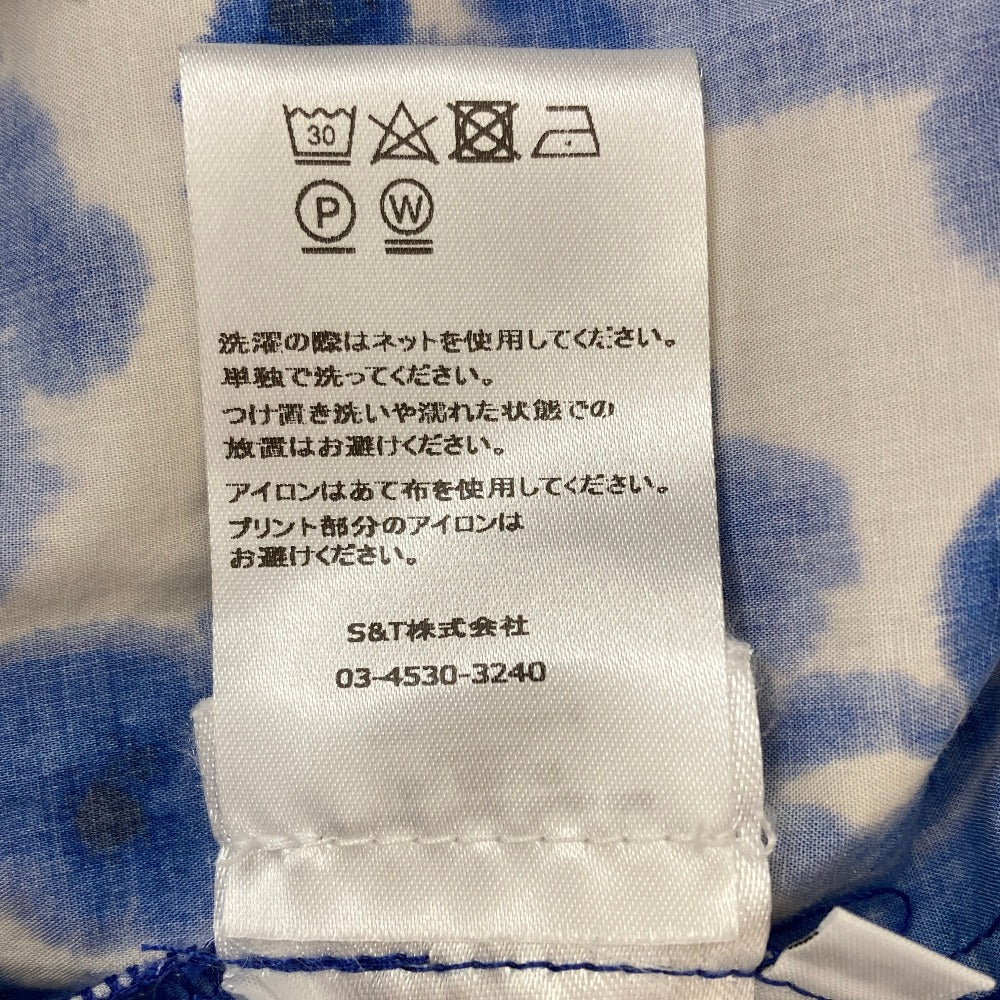 30
P W
洗濯の際はネットを使用してください。
単独で洗ってください。
つけ置き洗いや濡れた状態での
放置はお避けください。
アイロンはあて布を使用してください。
プリント部分のアイロンは
お避けください。
S&T株式会社
03-4530-3240